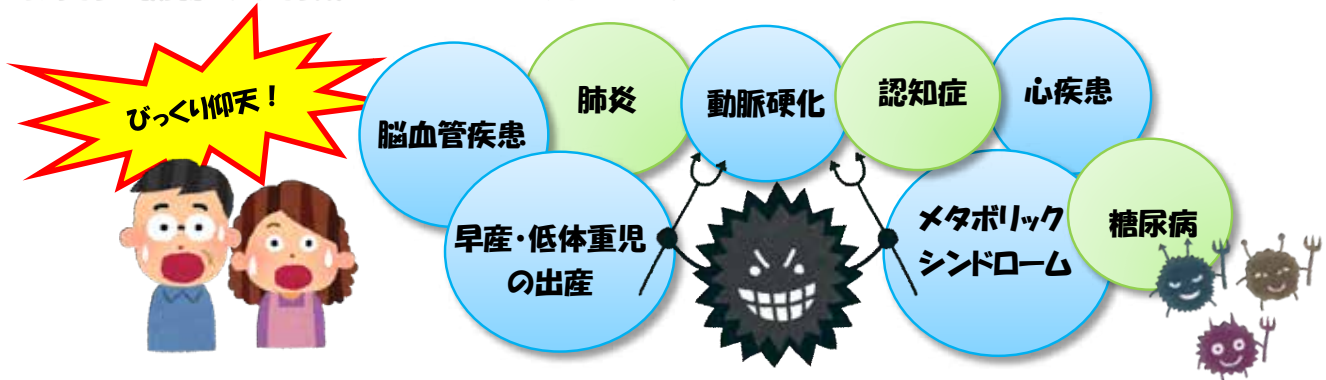 びっくり仰天！
脳血管疾患
肺炎
動脈硬化
認知症
心疾患
早産・低体重児
の出産
メタボリック
シンドローム
糖尿病